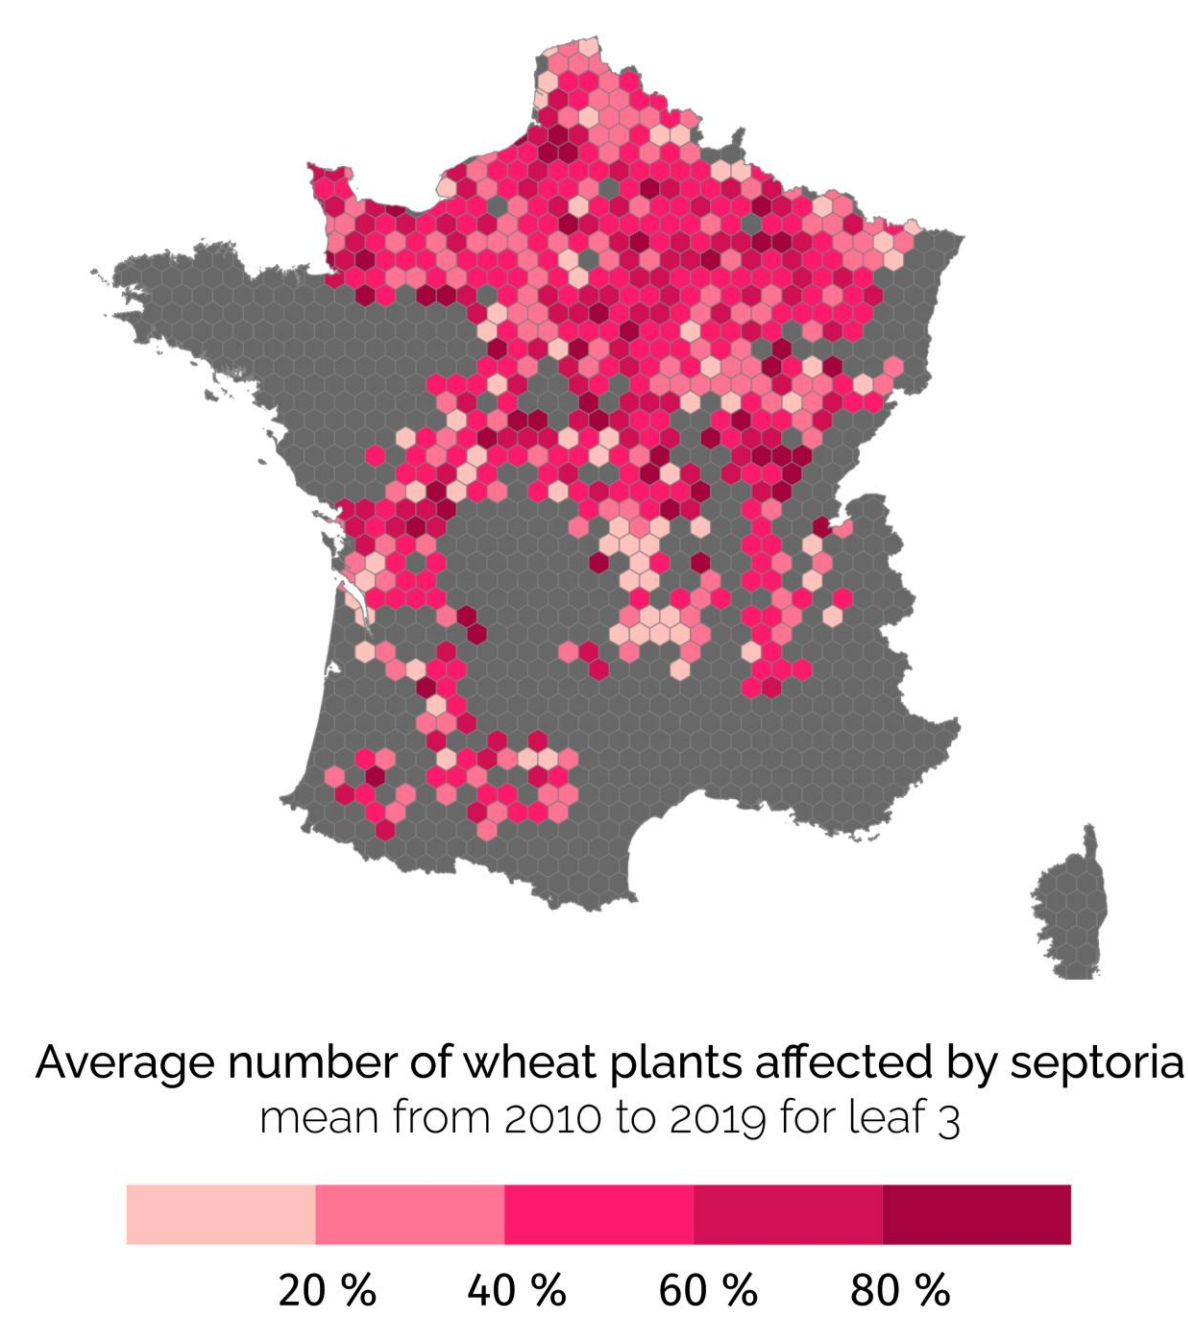 Average number of wheat plants affected by septoria
mean from 2010 to 2019 for leaf 3
20 % 40 % 60 % 80 %